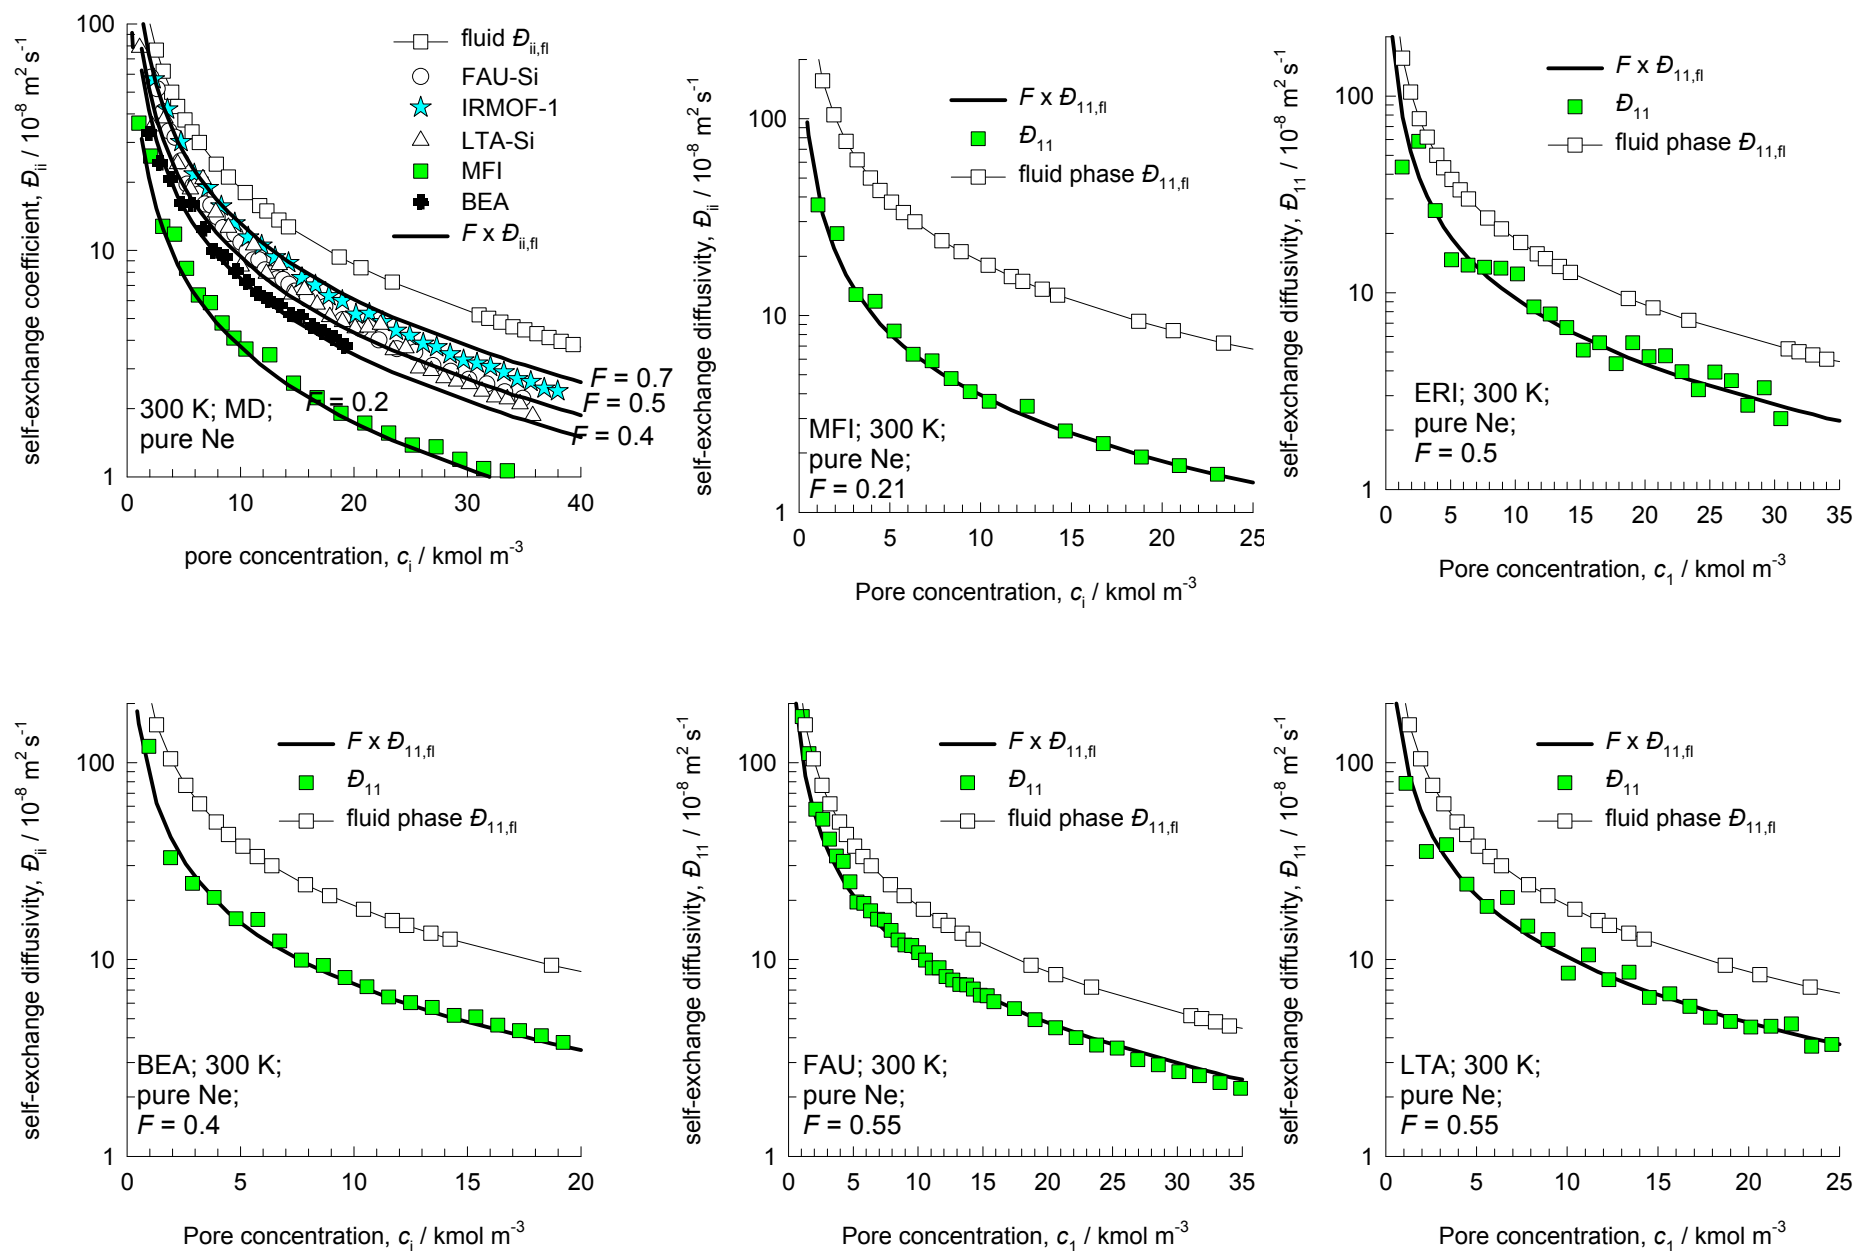 self-exchange coefficient, Đii / 10-8 m2 s-1
100
10
1
0 10 20 30 40
pore concentration, ci / kmol m-3
fluid Đii,fl
FAU-Si
IRMOF-1
LTA-Si
MFI
BEA
F x Đii,fl
F = 0.7
F = 0.5
F = 0.4
F = 0.2
300 K; MD;
pure Ne
self-exchange diffusivity, Đii / 10-8 m2 s-1
100
10
1
0 5 10 15 20 25
Pore concentration, ci / kmol m-3
F x Đ11,fl
Đ11
fluid phase Đ11,fl
MFI; 300 K;
pure Ne;
F = 0.21
self-exchange diffusivity, Đ11 / 10-8 m2 s-1
100
10
1
0 5 10 15 20 25 30 35
Pore concentration, c1 / kmol m-3
F x Đ11,fl
Đ11
fluid phase Đ11,fl
ERI; 300 K;
pure Ne;
F = 0.5
self-exchange diffusivity, Đii / 10-8 m2 s-1
100
10
1
0 5 10 15 20
Pore concentration, ci / kmol m-3
F x Đ11,fl
Đ11
fluid phase Đ11,fl
BEA; 300 K;
pure Ne;
F = 0.4
self-exchange diffusivity, Đ11 / 10-8 m2 s-1
100
10
1
0 5 10 15 20 25 30 35
Pore concentration, c1 / kmol m-3
F x Đ11,fl
Đ11
fluid phase Đ11,fl
FAU; 300 K;
pure Ne;
F = 0.55
self-exchange diffusivity, Đ11 / 10-8 m2 s-1
100
10
1
0 5 10 15 20 25
Pore concentration, c1 / kmol m-3
F x Đ11,fl
Đ11
fluid phase Đ11,fl
LTA; 300 K;
pure Ne;
F = 0.55